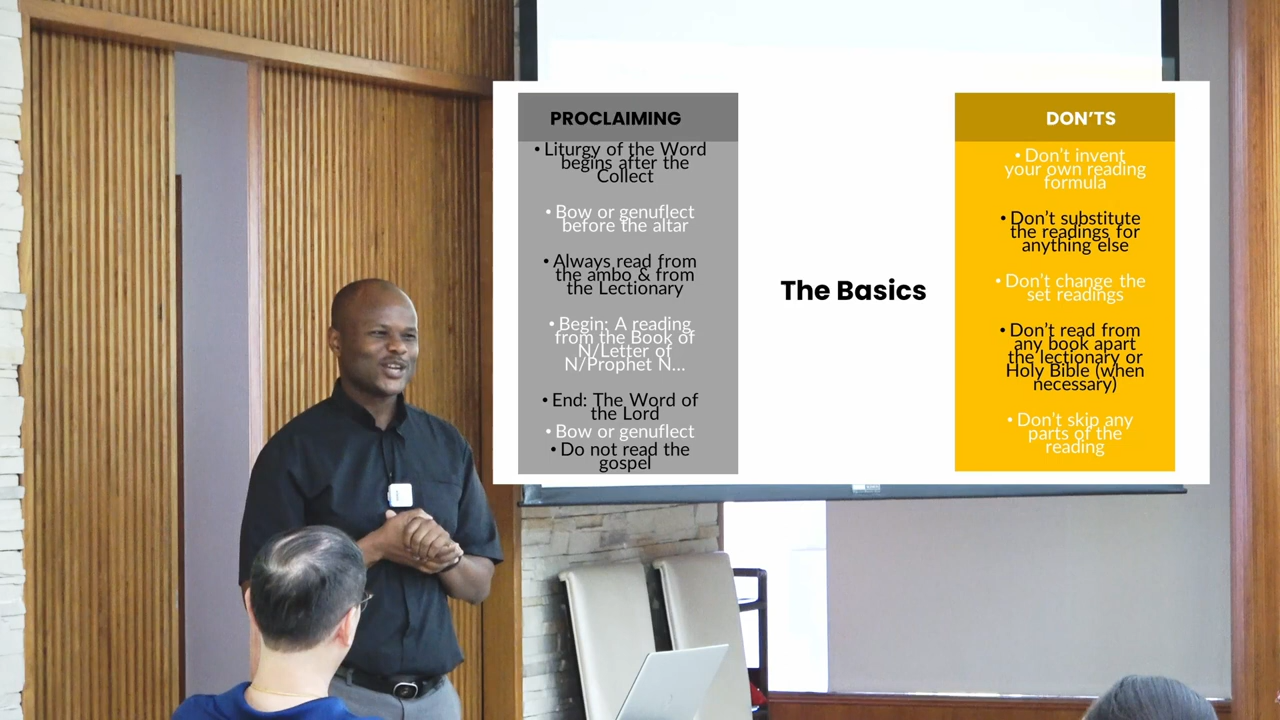 PROCLAIMING
• Liturgy of the Word
begins after the
Collect
• Bow or genuflect
before the altar
• Always read from
the ambo & from
the Lectionary
• Begin: A reading
from the Book of
N/Letter of
N/Prophet N...
• End: The Word of
the Lord
• Bow or genuflect
• Do not read the
gospel
The Basics
DON’TS
• Don’t invent
your own reading
formula
• Don’t substitute
the readings for
anything else
• Don’t change the
set readings
• Don’t read from
any book apart
the lectionary or
Holy Bible (when
necessary)
• Don’t skip any
parts of the
reading